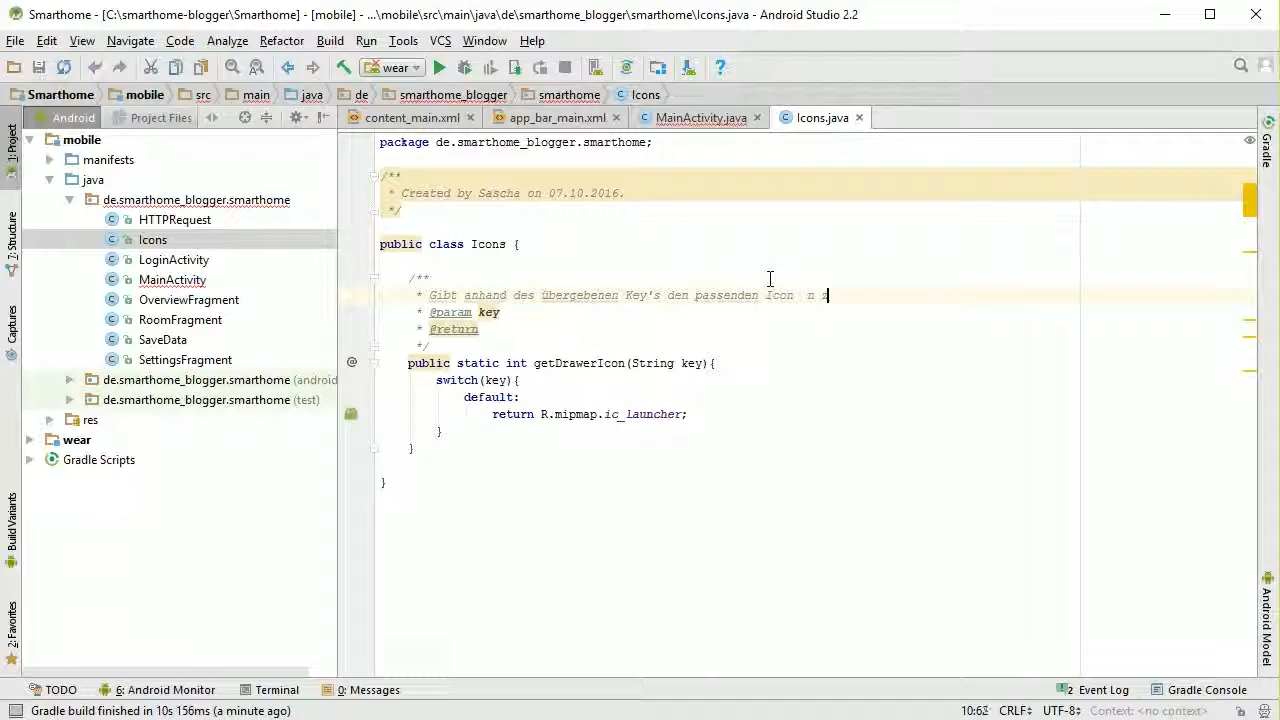 Smarthome - [C:\smarthome-blogger\Smarthome] - [mobile] - ...\mobile\src\main\java\de\smarthome_blogger\smarthome\Icons.java - Android Studio 2.2
File Edit View Navigate Code Analyze Refactor Build Run Tools VCS Window Help
wear
Smarthome mobile src main java de smarthome_blogger smarthome Icons
Android Project Files content_main.xml app_bar_main.xml MainActivity.java Icons.java
1: Project
7: Structure
Captures
Build Variants
2: Favorites
mobile
manifests
java
de.smarthome_blogger.smarthome
HTTPRequest
Icons
LoginActivity
MainActivity
OverviewFragment
RoomFragment
SaveData
SettingsFragment
de.smarthome_blogger.smarthome (android
de.smarthome_blogger.smarthome (test)
res
wear
Gradle Scripts
package de.smarthome_blogger.smarthome;
/**
* Created by Sascha on 07.10.2016.
*/
public class Icons {
/**
* Gibt anhand des übergebenen Key's den passenden Icon n
* @param key
* @return
*/
public static int getDrawerIcon(String key){
switch(key){
default:
return R.mipmap.ic_launcher;
}
}
}
Gradle
Android Model
TODO 6: Android Monitor Terminal 0: Messages 2 Event Log Gradle Console
Gradle build finished in 10s 156ms (a minute ago) CRLF UTF-8 Context: <no context>